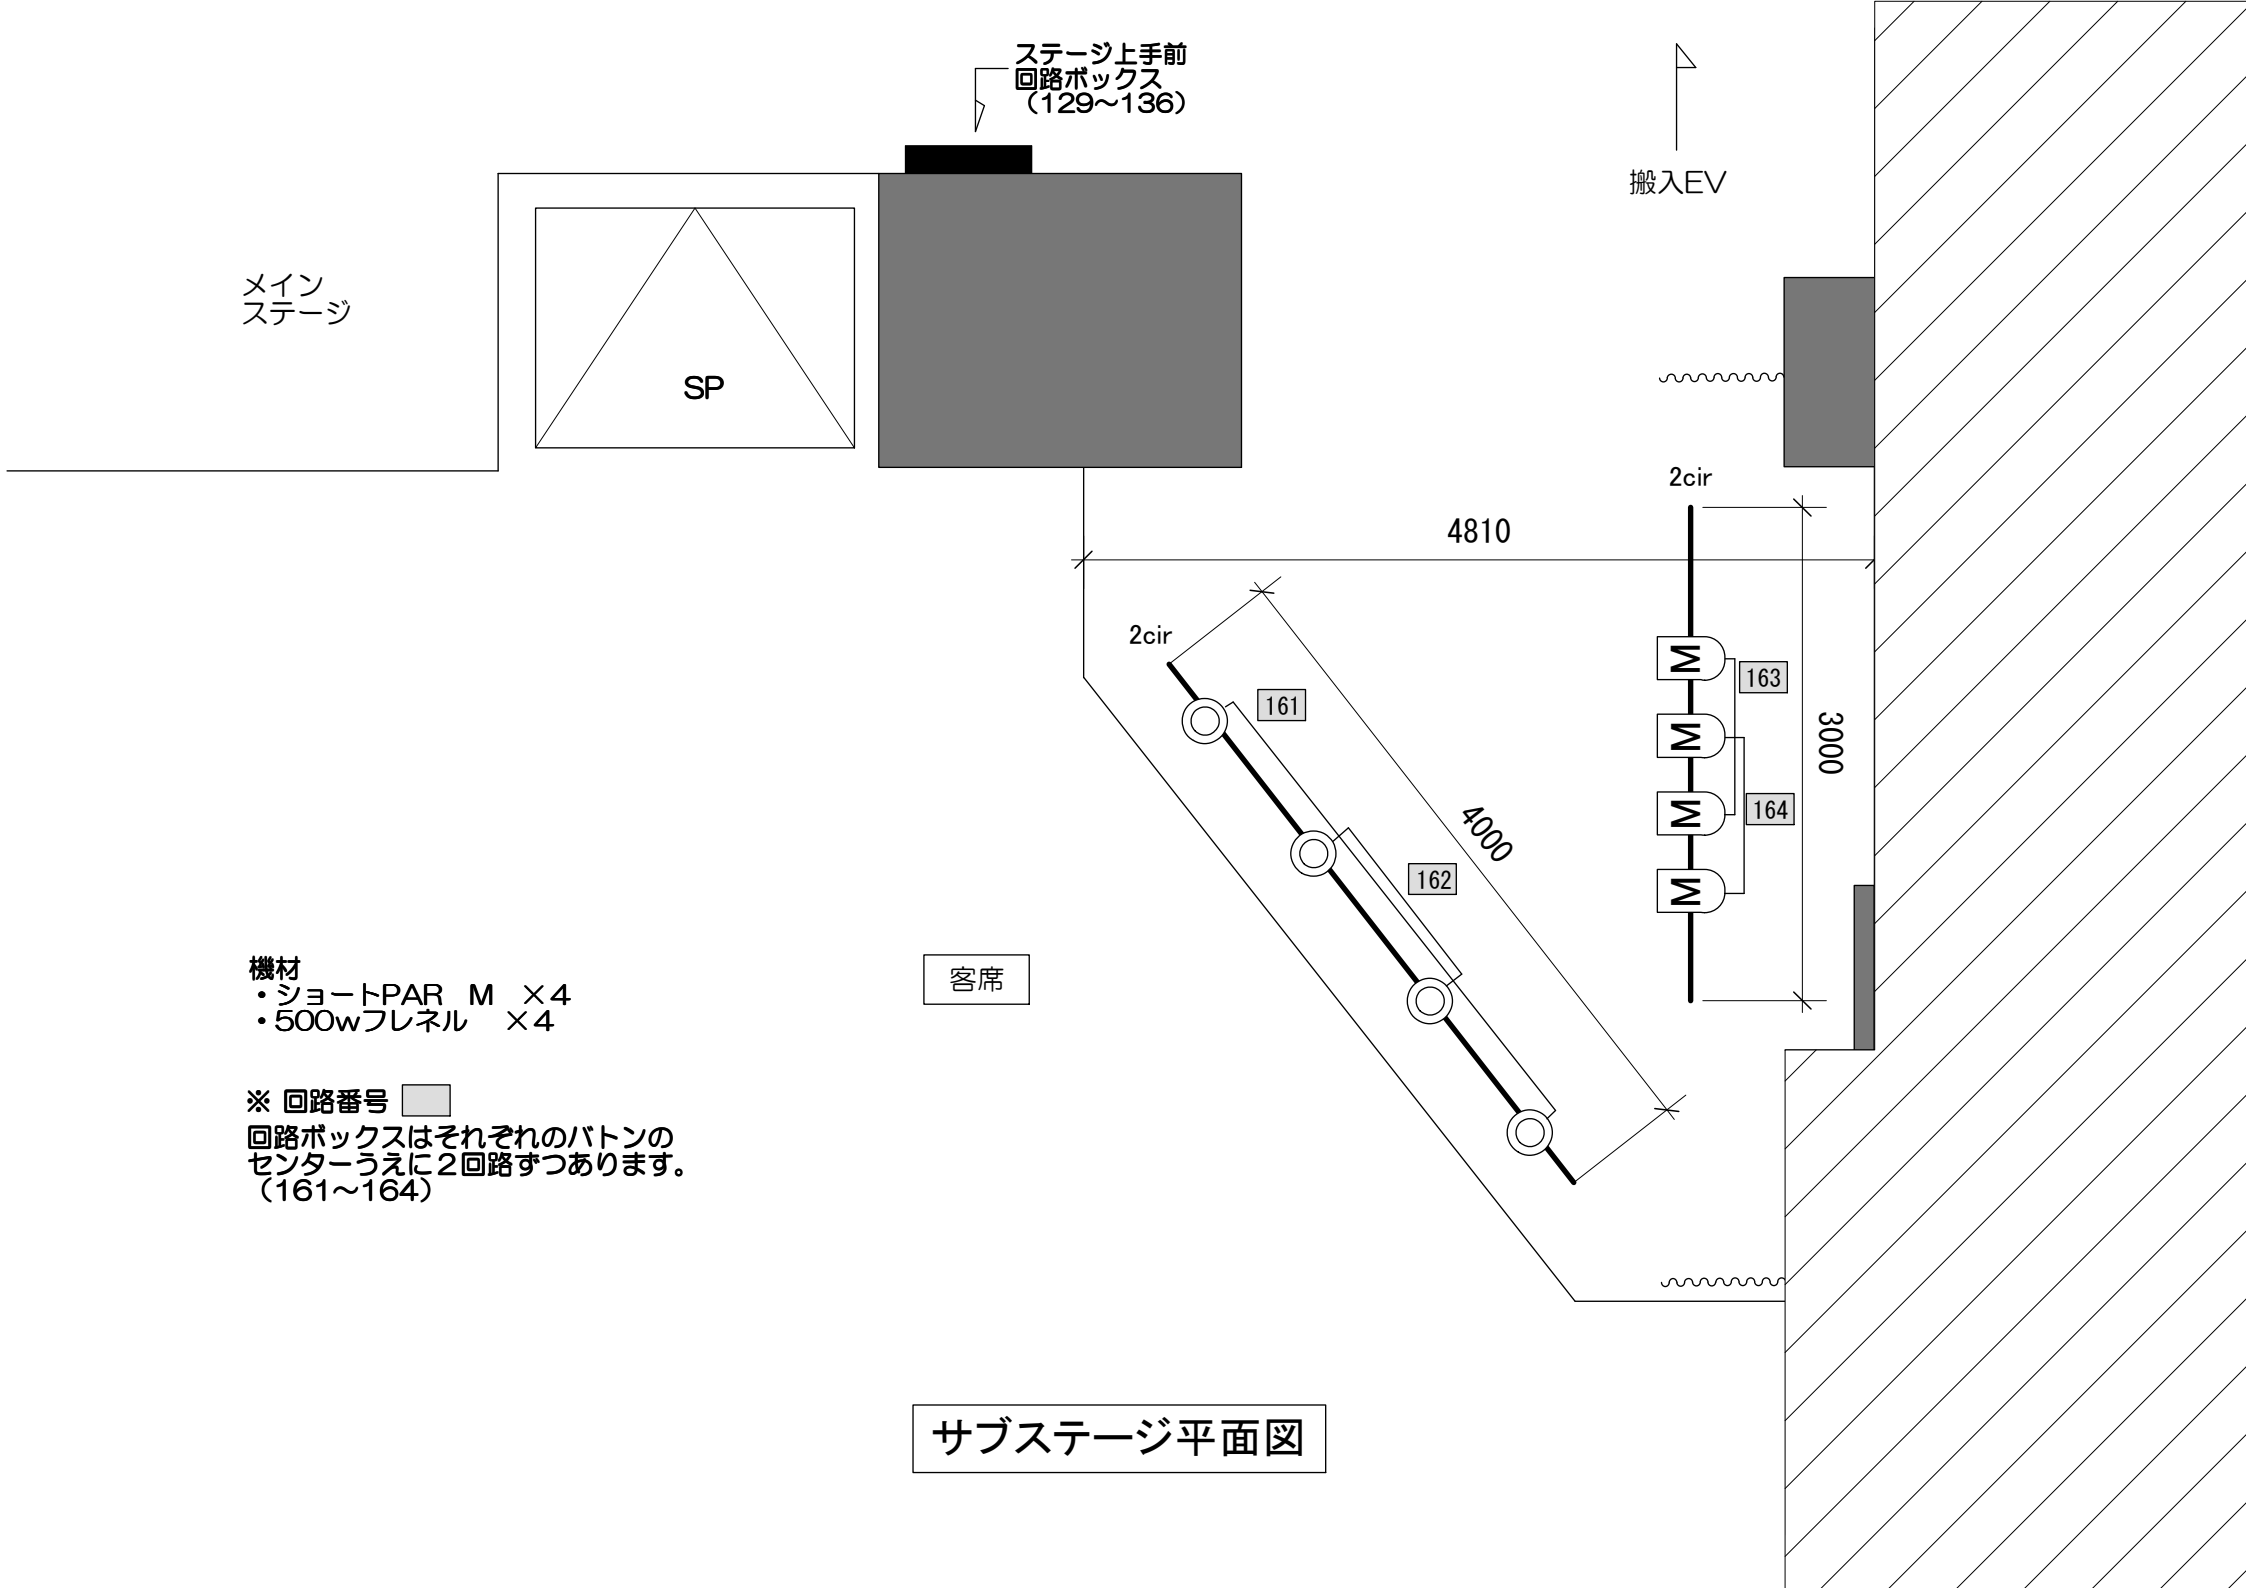 ステージ上手前
回路ボックス
（129～136）
搬入EV
メイン
ステージ
SP
2cir
4810
2cir
161
163
3000
4000
164
162
機材
・ショートPAR　M　×4
・500wフレネル　×4
客席
※ 回路番号
回路ボックスはそれぞれのバトンの
センターうえに２回路ずつあります。
（161～164）
サブステージ平面図
M
M
M
M